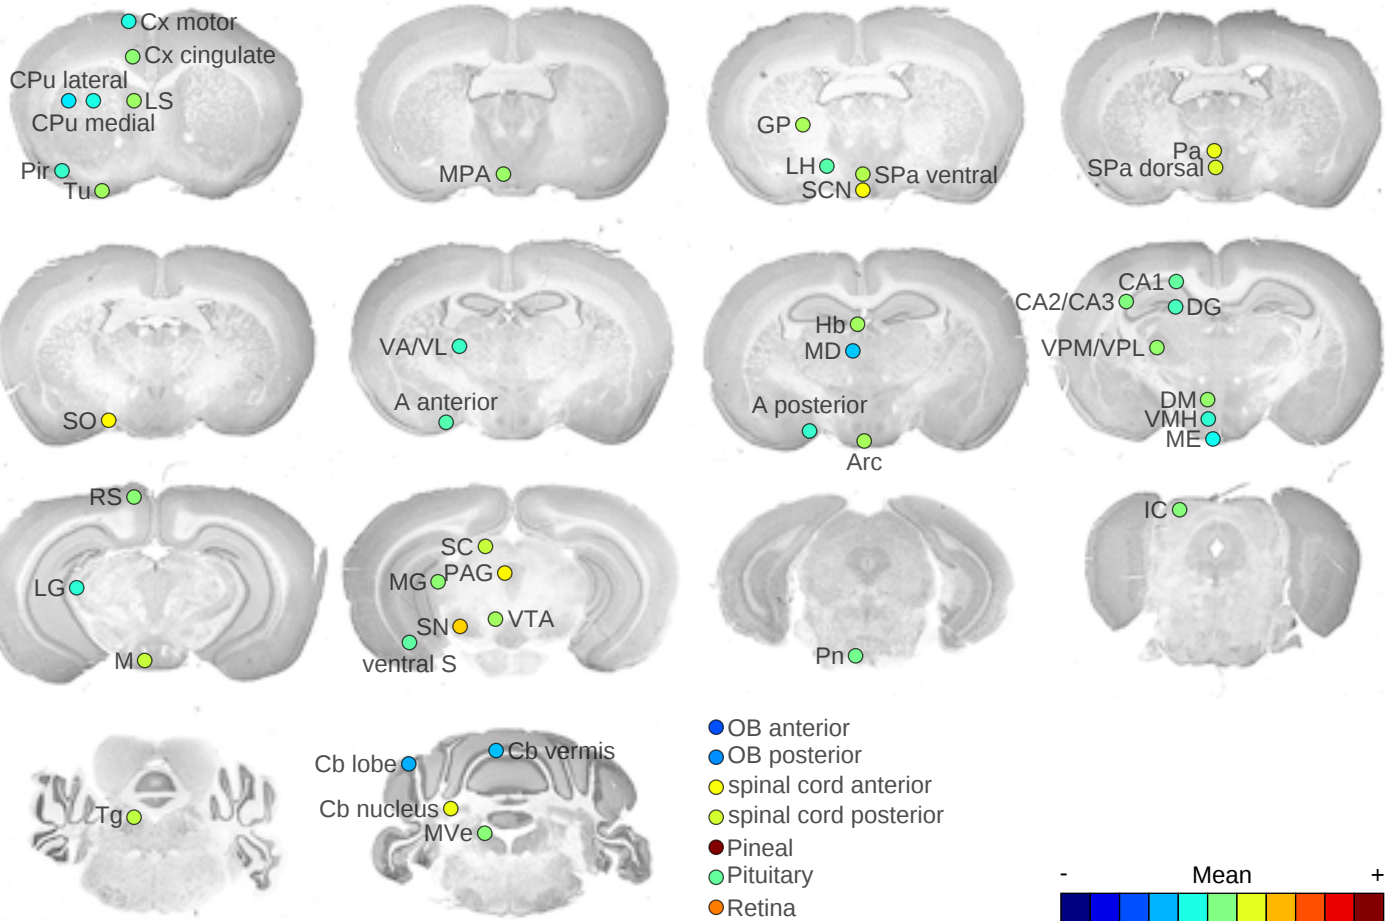 Cx motor
Cx cingulate
CPu lateral
LS
CPu medial
Pir
Tu
MPA
GP
LH
SPa ventral
SCN
Pa
SPa dorsal
SO
VA/VL
A anterior
Hb
MD
A posterior
Arc
CA1
CA2/CA3
DG
VPM/VPL
DM
VMH
ME
RS
LG
M
SC
PAG
MG
VTA
SN
ventral S
Pn
IC
Tg
Cb lobe
Cb vermis
Cb nucleus
MVe
OB anterior
OB posterior
spinal cord anterior
spinal cord posterior
Pineal
Pituitary
Retina
- Mean +